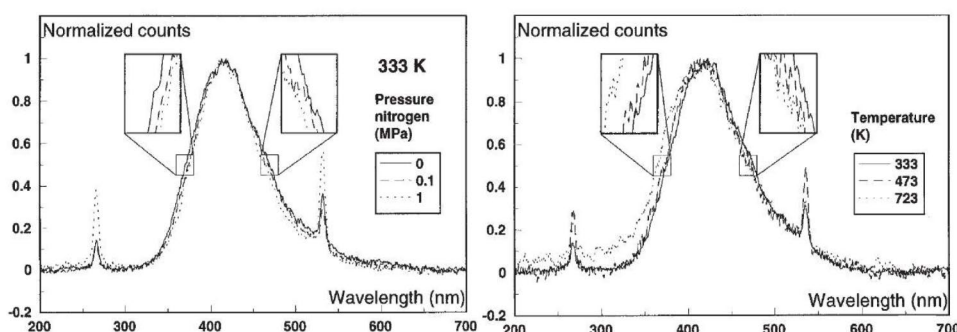 Normalized counts
1
0.8
0.6
0.4
0.2
0
-0.2
333 K
Pressure
nitrogen
(MPa)
0
0.1
1
Wavelength (nm)
200 300 400 500 600 700
Normalized counts
1
0.8
0.6
0.4
0.2
0
-0.2
Temperature
(K)
333
473
723
Wavelength (nm)
200 300 400 500 600 700